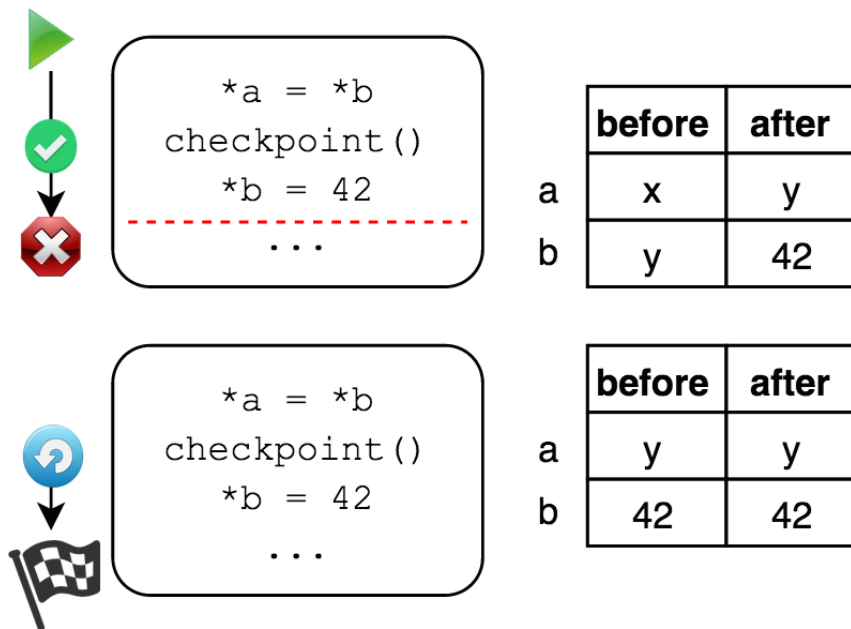 *a = *b
checkpoint()
*b = 42
...
before after
a x y
b y 42
*a = *b
checkpoint()
*b = 42
...
before after
a y y
b 42 42